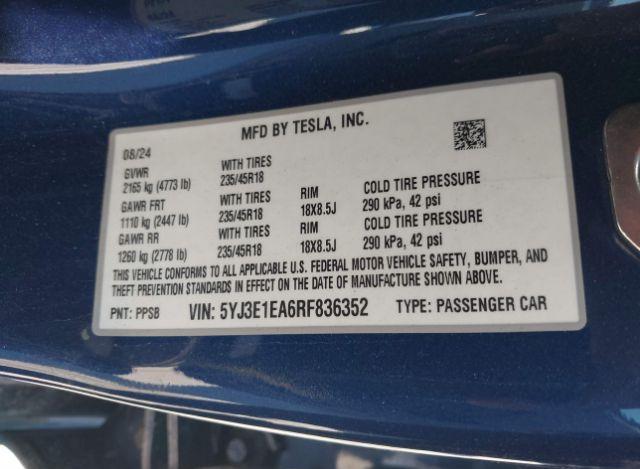 MFD BY TESLA, INC.
08/24
GVWR WITH TIRES
2165 kg (4773 lb) 235/45R18
GAWR FRT WITH TIRES RIM COLD TIRE PRESSURE
1110 kg (2447 lb) 235/45R18 18X8.5J 290 kPa, 42 psi
GAWR RR WITH TIRES RIM COLD TIRE PRESSURE
1260 kg (2778 lb) 235/45R18 18X8.5J 290 kPa, 42 psi
THIS VEHICLE CONFORMS TO ALL APPLICABLE U.S. FEDERAL MOTOR VEHICLE SAFETY, BUMPER, AND
THEFT PREVENTION STANDARDS IN EFFECT ON THE DATE OF MANUFACTURE SHOWN ABOVE.
PNT: PPSB VIN: 5YJ3E1EA6RF836352 TYPE: PASSENGER CAR